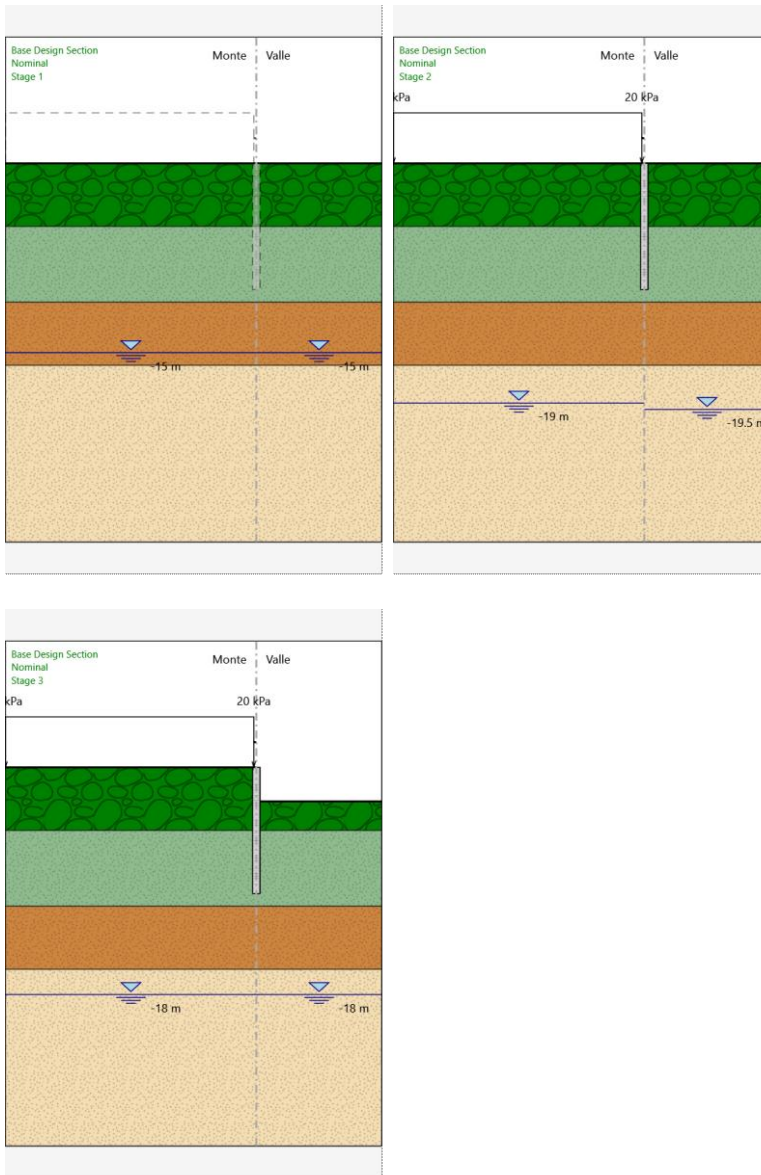 Base Design Section
Nominal
Stage 1
Monte Valle
-15 m -15 m
Base Design Section
Nominal
Stage 2
Monte Valle
kPa 20 kPa
-19 m
-19.5 m
Base Design Section
Nominal
Stage 3
Monte Valle
kPa 20 kPa
-18 m -18 m